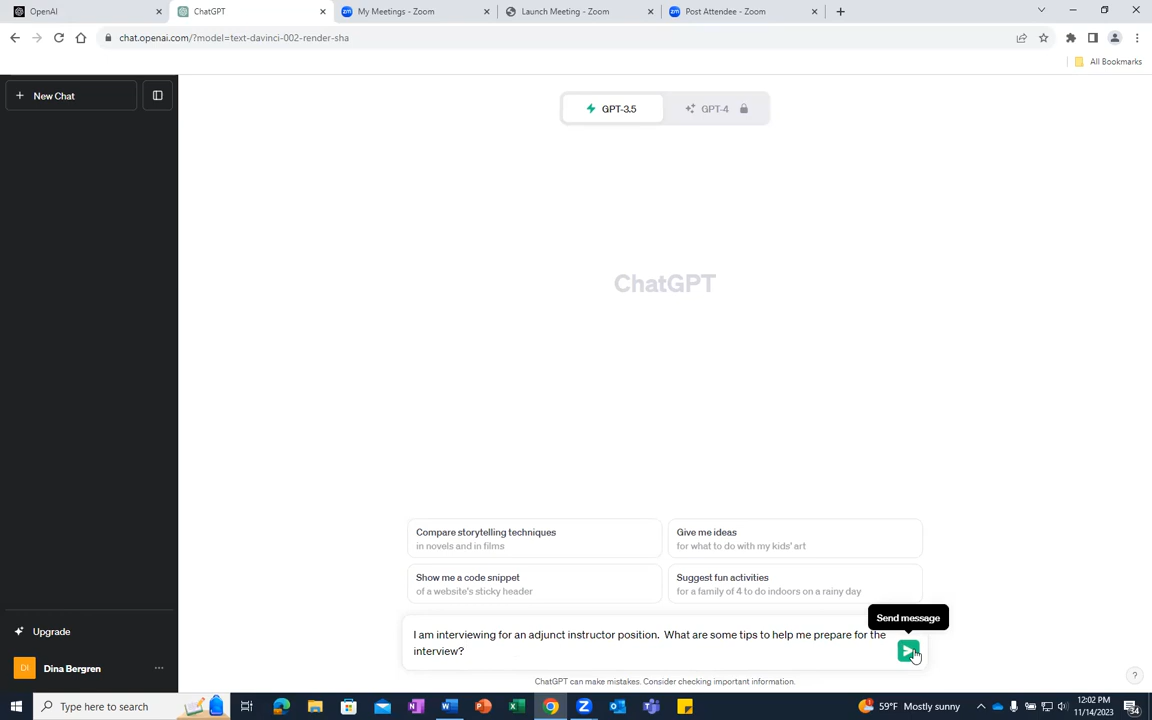 OpenAI
ChatGPT
My Meetings - Zoom
Launch Meeting - Zoom
Post Attendee - Zoom
chat.openai.com/?model=text-davinci-002-render-sha
All Bookmarks
New Chat
GPT-3.5
GPT-4
ChatGPT
Compare storytelling techniques
in novels and in films
Give me ideas
for what to do with my kids' art
Show me a code snippet
of a website's sticky header
Suggest fun activities
for a family of 4 to do indoors on a rainy day
Send message
I am interviewing for an adjunct instructor position. What are some tips to help me prepare for the
interview?
ChatGPT can make mistakes. Consider checking important information.
?
Upgrade
DI
Dina Bergren
Type here to search
59°F Mostly sunny
12:02 PM
11/14/2023
34